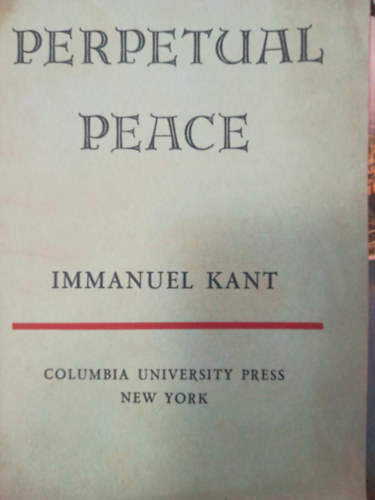 PERPETUAL
PEACE
IMMANUEL KANT
COLUMBIA UNIVERSITY PRESS
NEW YORK